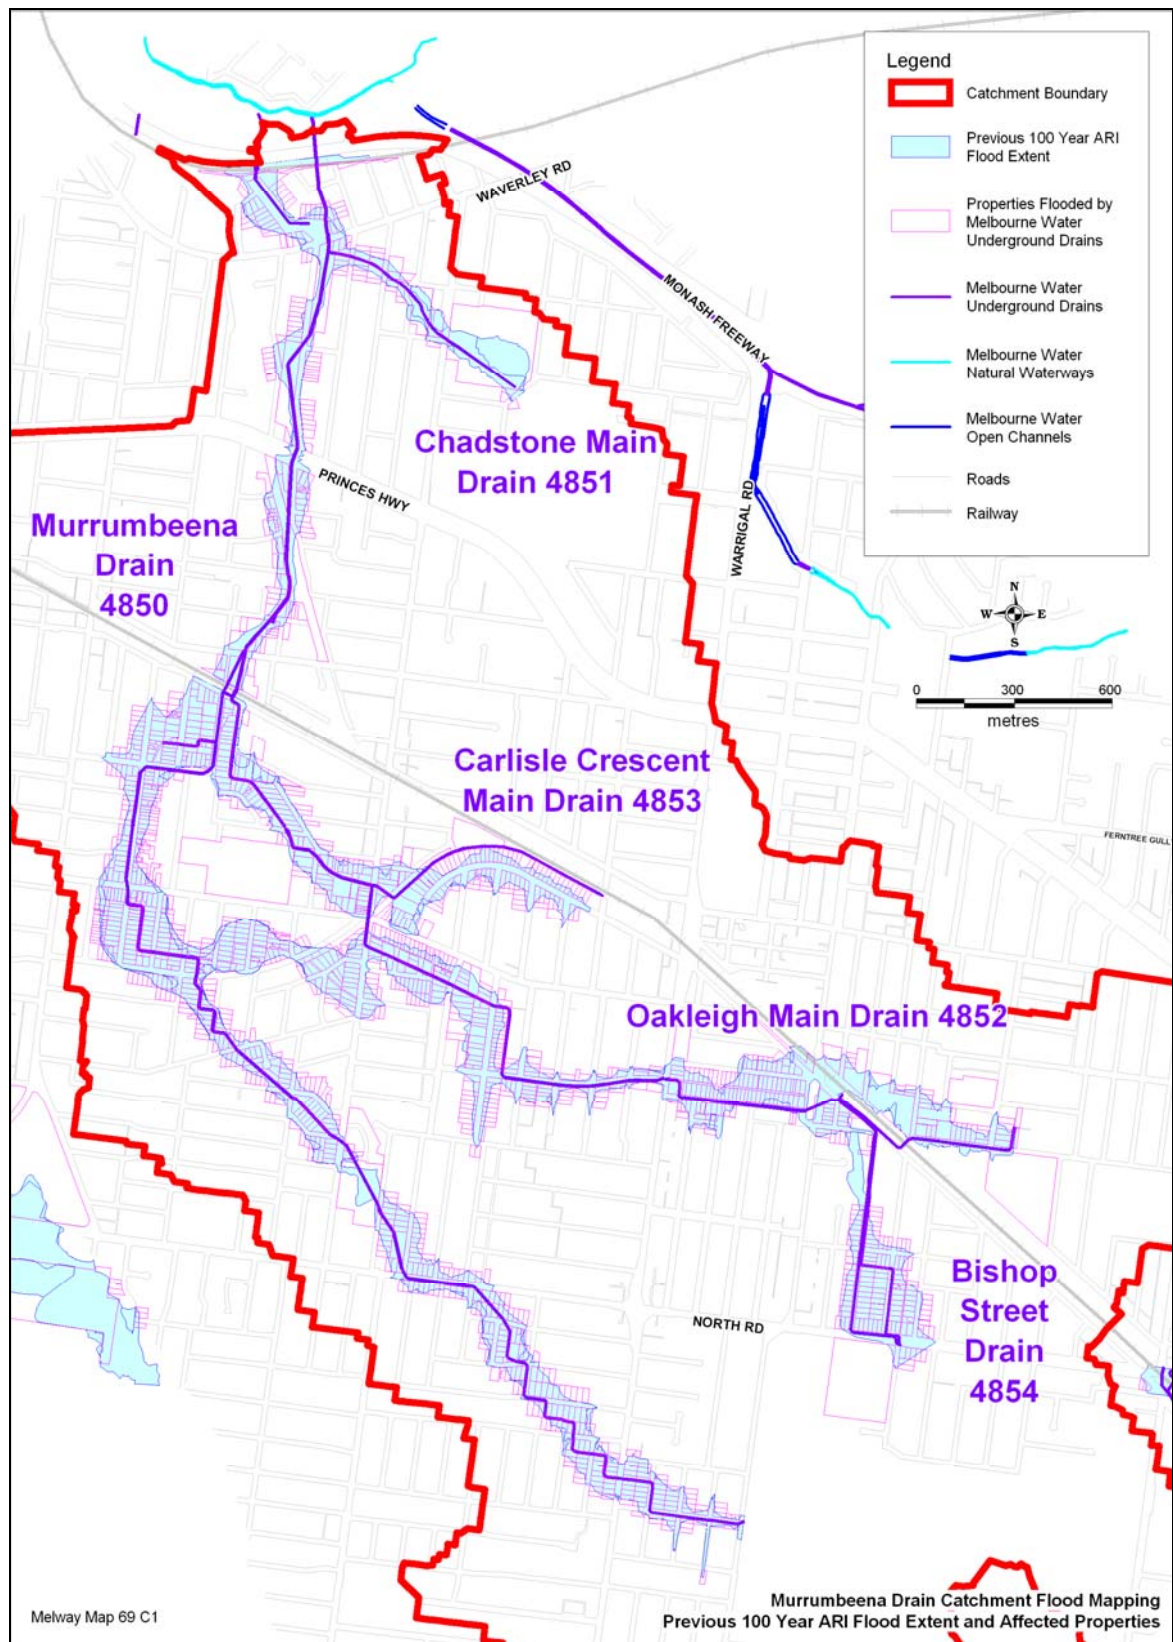 Legend
Catchment Boundary
Previous 100 Year ARI
Flood Extent
Properties Flooded by
Melbourne Water
Underground Drains
Melbourne Water
Underground Drains
Melbourne Water
Natural Waterways
Melbourne Water
Open Channels
Roads
Railway
WAVERLEY RD
MONASH FREEWAY
Chadstone Main
Drain 4851
PRINCES HWY
WARRIGAL RD
Murrumbeena
Drain
4850
N
W E
S
0 300 600
metres
Carlisle Crescent
Main Drain 4853
FERNTREE GULL
Oakleigh Main Drain 4852
Bishop
Street
Drain
4854
NORTH RD
Melway Map 69 C1
Murrumbeena Drain Catchment Flood Mapping
Previous 100 Year ARI Flood Extent and Affected Properties